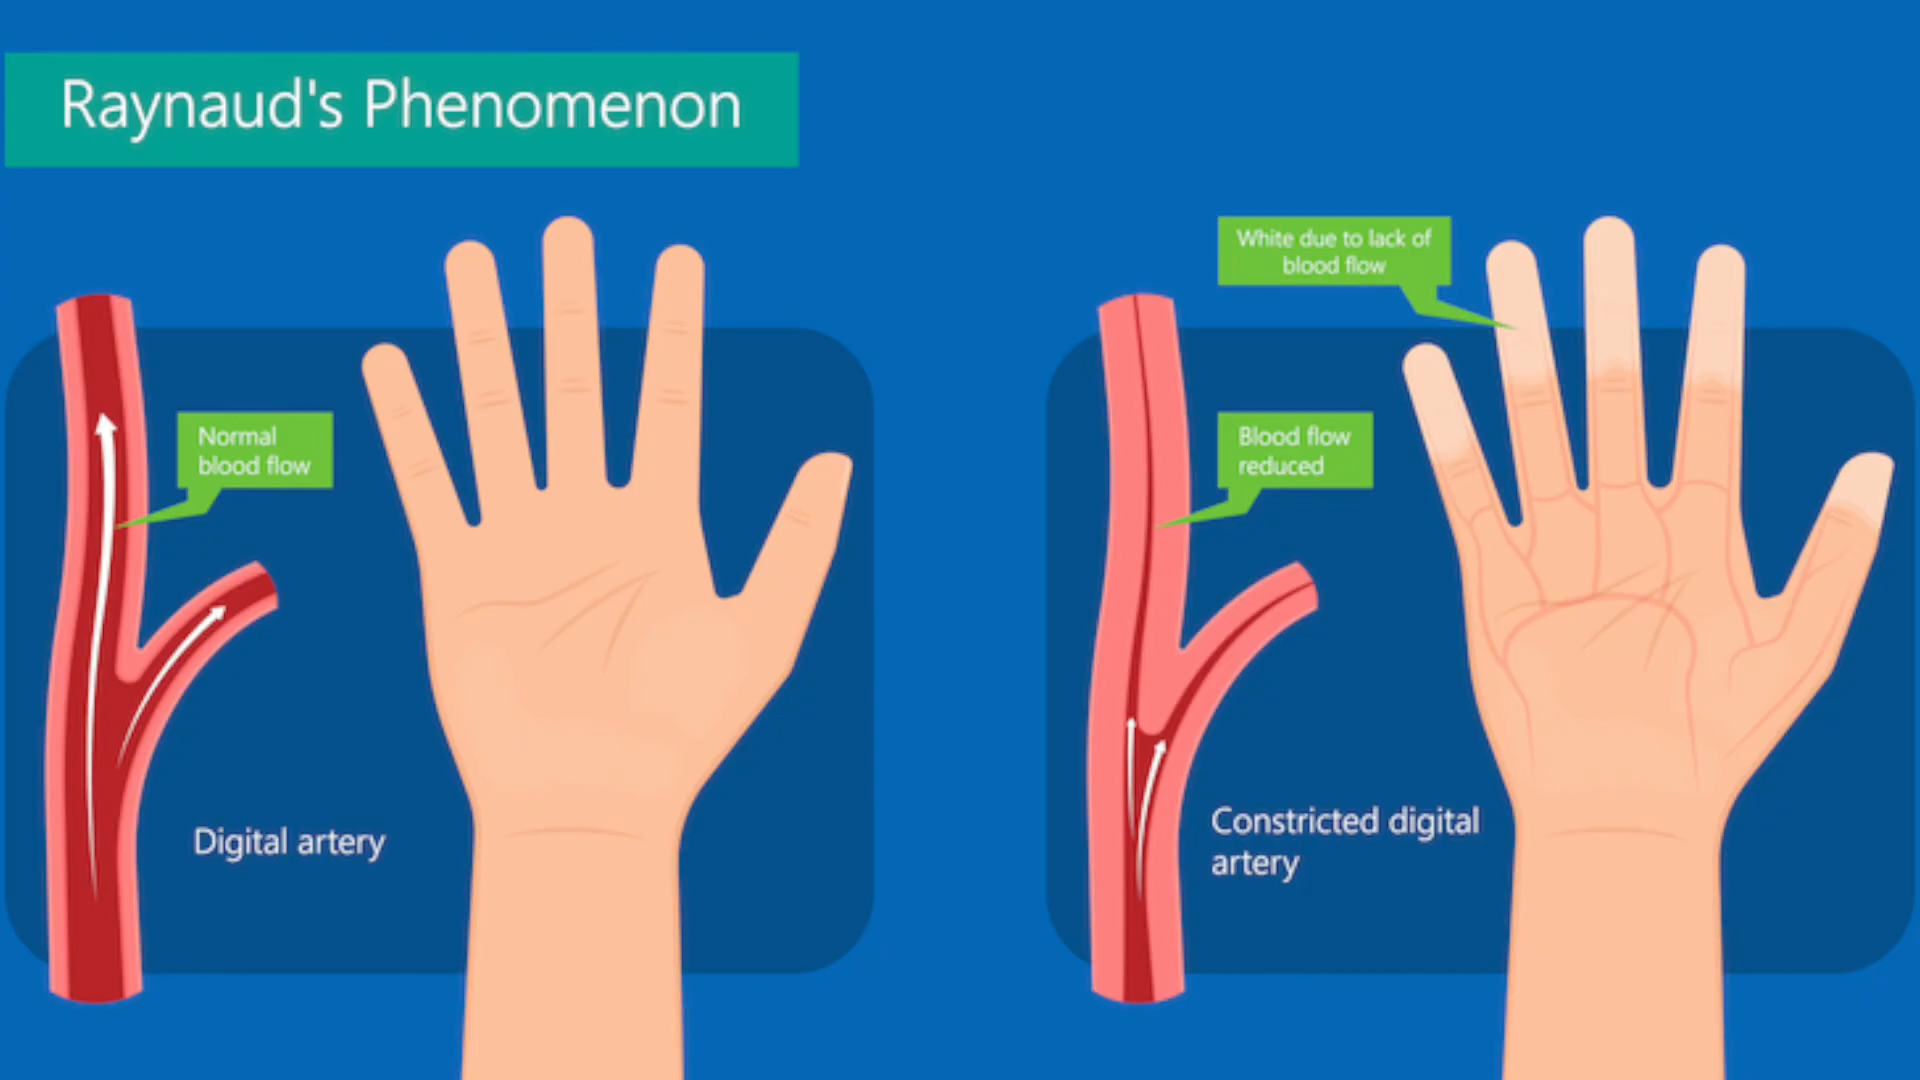 Raynaud's Phenomenon
Normal
blood flow
Digital artery
White due to lack of
blood flow
Blood flow
reduced
Constricted digital
artery